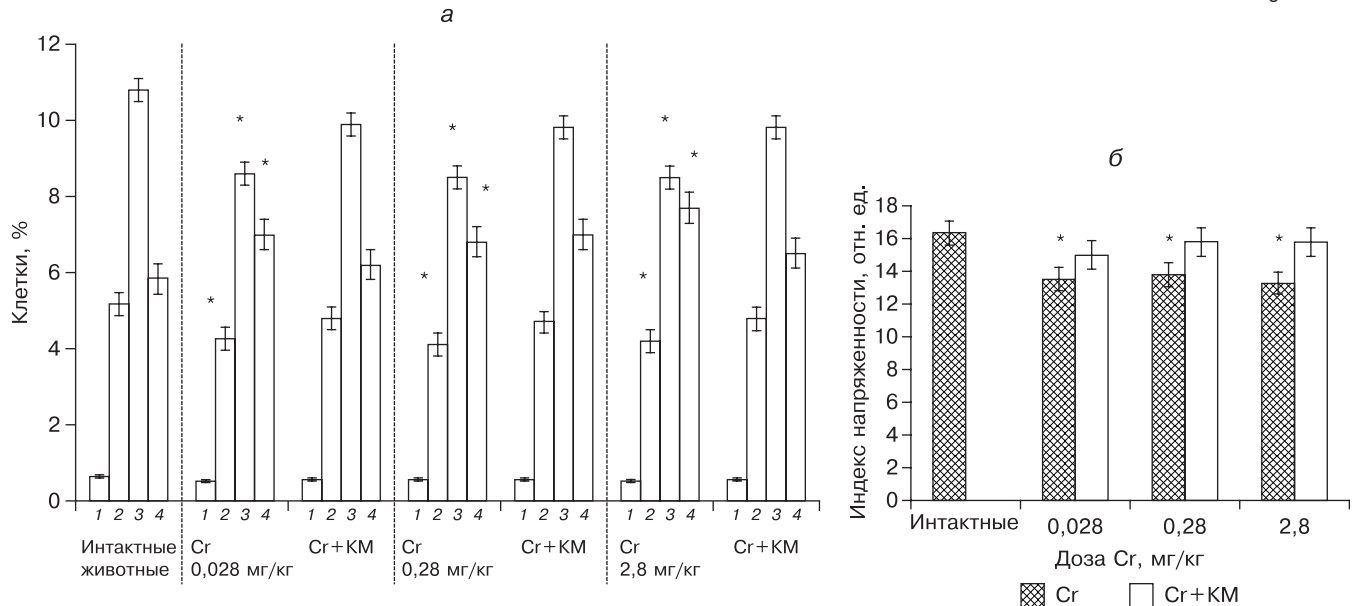 а
Клетки, %
12
10
8
6
4
2
0
* * * * * * * * *
1 2 3 4 1 2 3 4 1 2 3 4 1 2 3 4 1 2 3 4 1 2 3 4 1 2 3 4
Интактные животные
Cr 0,028 мг/кг
Cr+КМ
Cr 0,28 мг/кг
Cr+КМ
Cr 2,8 мг/кг
Cr+КМ
б
Индекс напряженности, отн. ед.
18
16
14
12
10
8
6
4
2
0
* * *
Интактные 0,028 0,28 2,8
Доза Cr, мг/кг
Cr Cr+КМ